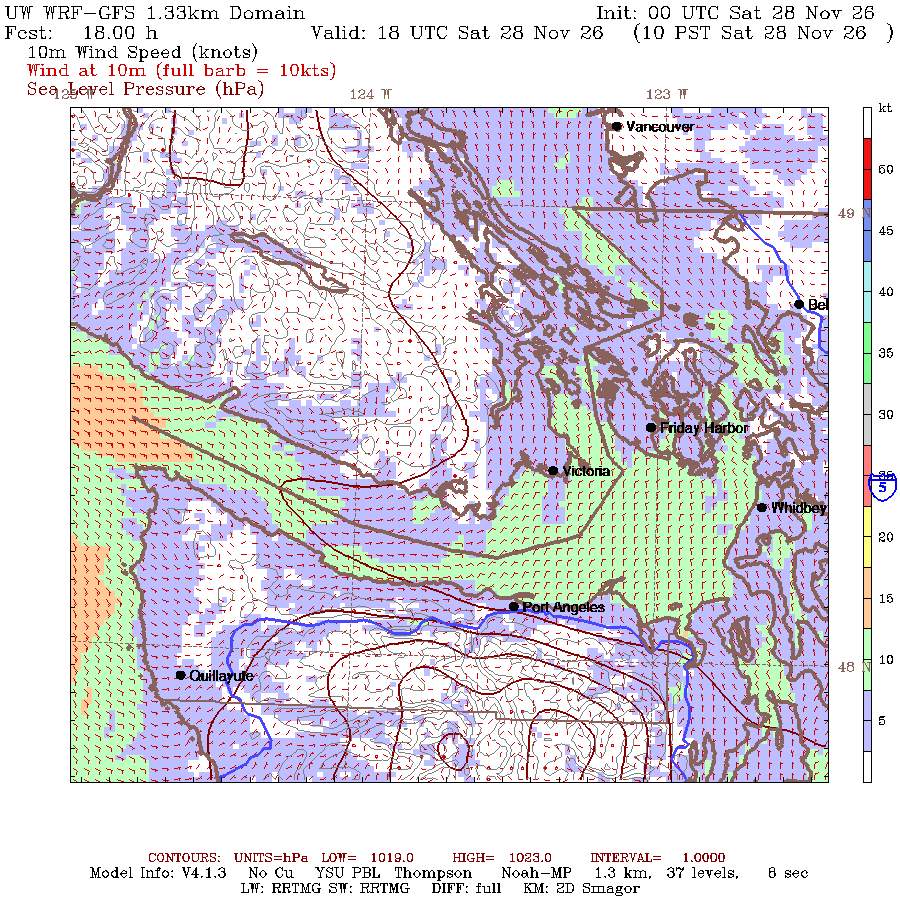 UW WRF-GFS 1.33km Domain Init: 00 UTC Sat 28 Nov 26
Fcst: 18.00 h Valid: 18 UTC Sat 28 Nov 26 (10 PST Sat 28 Nov 26 )
10m Wind Speed (knots)
Wind at 10m (full barb = 10kts)
Sea Level Pressure (hPa)
125 W 124 W 123 W
kt
Vancouver
50
49 N
45
40
Bel
35
30
Friday Harbor
Victoria
25
5
Whidbey
20
15
Port Angeles
10
48 N
Quillayute
5
CONTOURS: UNITS=hPa LOW= 1019.0 HIGH= 1023.0 INTERVAL= 1.0000
Model Info: V4.1.3 No Cu YSU PBL Thompson Noah-MP 1.3 km, 37 levels, 8 sec
LW: RRTMG SW: RRTMG DIFF: full KM: 2D Smagor